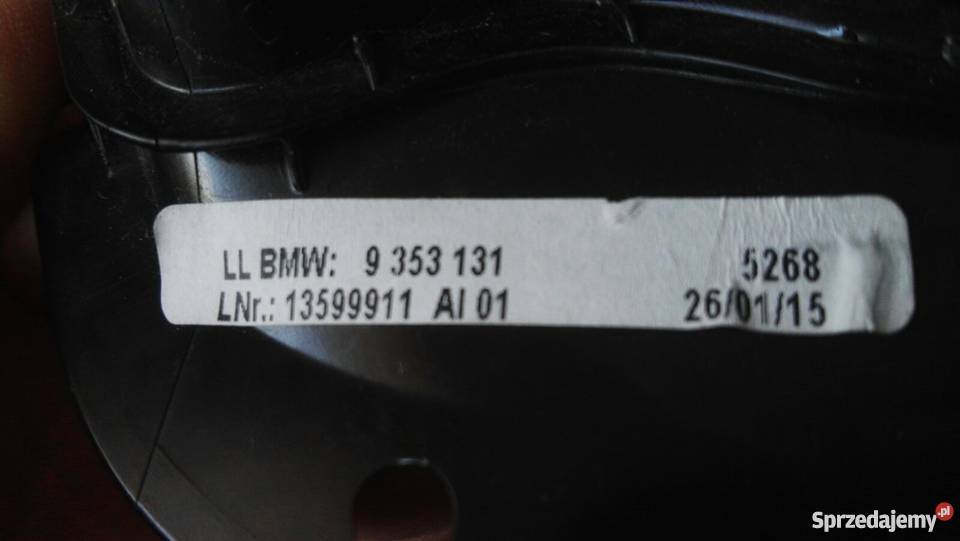 LL BMW: 9 353 131 5268
LNr.: 13599911 AI 01 26/01/15
Sprzedajemy.pl